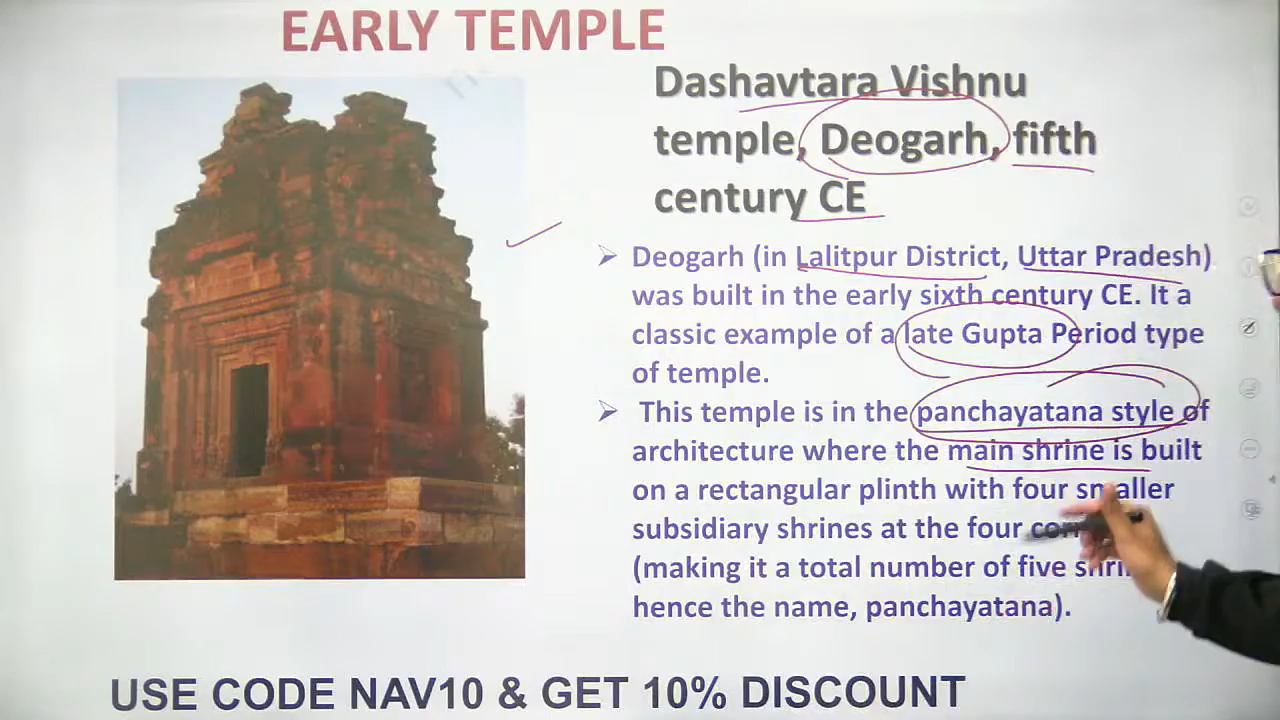 EARLY TEMPLE
Dashavtara Vishnu
temple, Deogarh, fifth
century CE
Deogarh (in Lalitpur District, Uttar Pradesh)
was built in the early sixth century CE. It a
classic example of a late Gupta Period type
of temple.
This temple is in the panchayatana style of
architecture where the main shrine is built
on a rectangular plinth with four smaller
subsidiary shrines at the four
(making it a total number of five
hence the name, panchayatana).
USE CODE NAV10 & GET 10% DISCOUNT